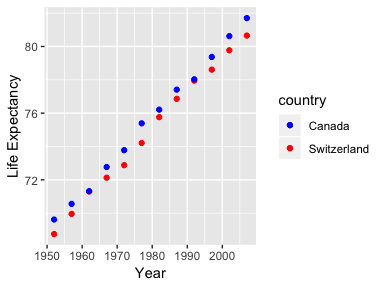 Life Expectancy
80
76
72
1950 1960 1970 1980 1990 2000
Year
country
Canada
Switzerland